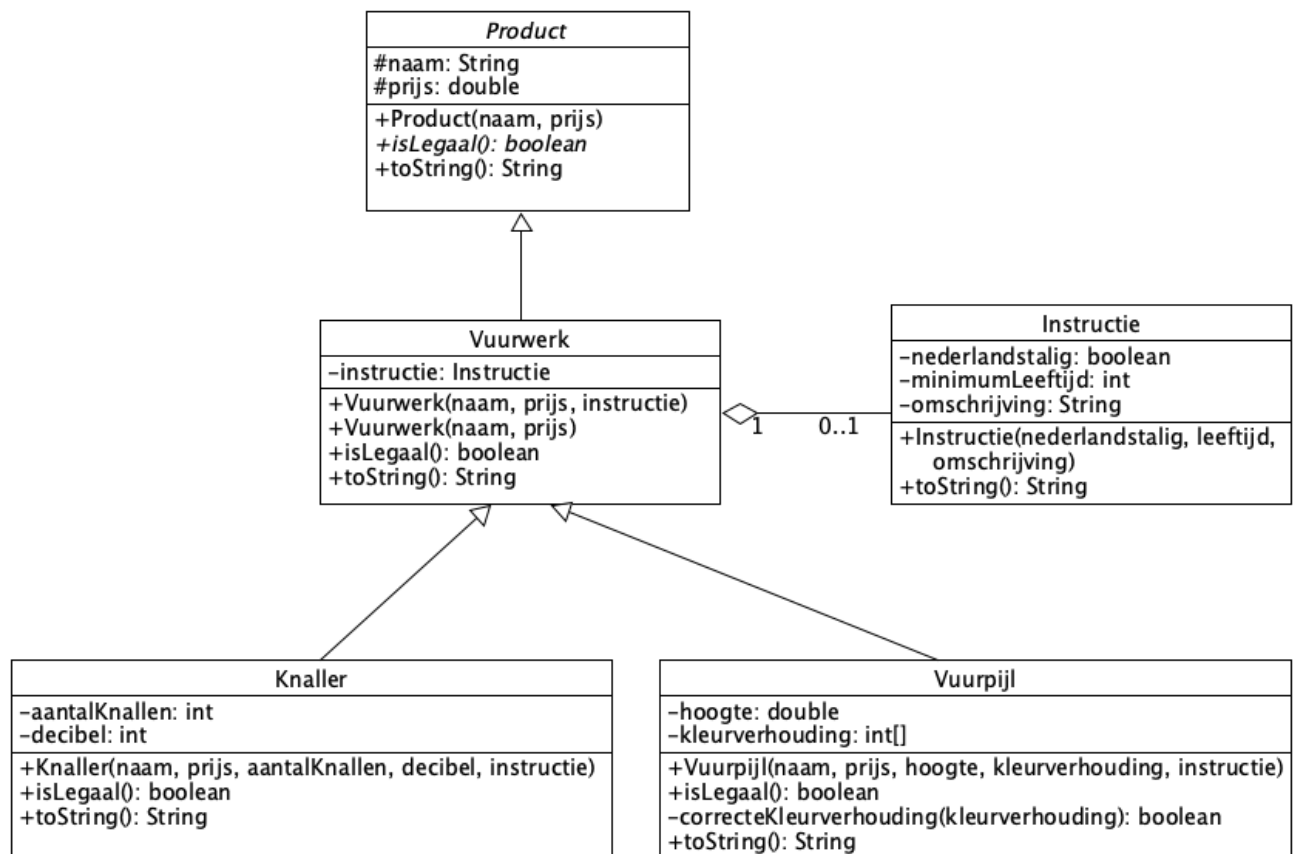 Product
#naam: String
#prijs: double
+Product(naam, prijs)
+isLegaal(): boolean
+toString(): String
Vuurwerk
-instructie: Instructie
+Vuurwerk(naam, prijs, instructie)
+Vuurwerk(naam, prijs)
+isLegaal(): boolean
+toString(): String
1
0..1
Instructie
-nederlandstalig: boolean
-minimumLeeftijd: int
-omschrijving: String
+Instructie(nederlandstalig, leeftijd,
omschrijving)
+toString(): String
Knaller
-aantalKnallen: int
-decibel: int
+Knaller(naam, prijs, aantalKnallen, decibel, instructie)
+isLegaal(): boolean
+toString(): String
Vuurpijl
-hoogte: double
-kleurverhouding: int[]
+Vuurpijl(naam, prijs, hoogte, kleurverhouding, instructie)
+isLegaal(): boolean
-correcteKleurverhouding(kleurverhouding): boolean
+toString(): String